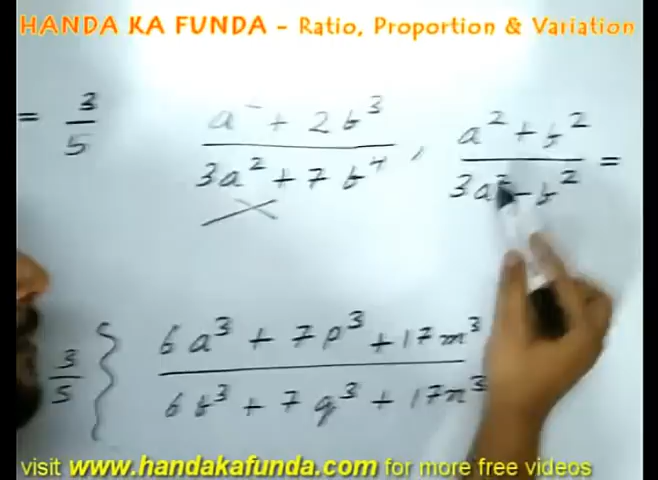 HANDA KA FUNDA - Ratio, Proportion & Variation
= 3/5
(a² + 2b³)/(3a² + 7b⁴) , (a² + b²)/(3a² - b²) =
3/5 } (6a³ + 7p³ + 17m³)/(6b³ + 7q³ + 17n³)
visit www.handakafunda.com for more free videos